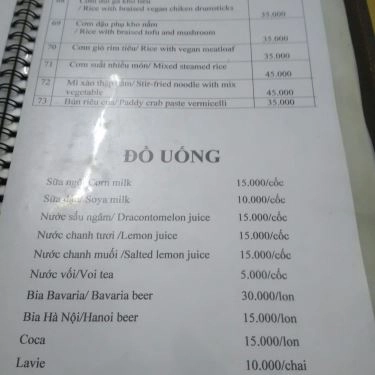 68 Cơm đùi gà kho tiêu
/ Rice with braised vegan chiken drumsticks 35.000
69 Cơm đậu phụ kho nấm
/ Rice with braised tofu and mushroom 35.000
70 Cơm giò rim tiêu/ Rice with vegan meatloaf 35.000
71 Cơm suất nhiều món/ Mixed steamed rice 45.000
72 Mì xào thập cẩm/ Stir-fried noodle with mix
vegetable 45.000
73 Bún riêu cua/ Paddy crab paste vermicelli 35.000
ĐỒ UỐNG
Sữa ngô/ Corn milk 15.000/cốc
Sữa đậu/ Soya milk 10.000/cốc
Nước sấu ngâm/ Dracontomelon juice 15.000/cốc
Nước chanh tươi /Lemon juice 15.000/cốc
Nước chanh muối /Salted lemon juice 15.000/cốc
Nước vối/Voi tea 5.000/cốc
Bia Bavaria/ Bavaria beer 30.000/lon
Bia Hà Nội/Hanoi beer 15.000/lon
Coca 15.000/lon
Lavie 10.000/chai